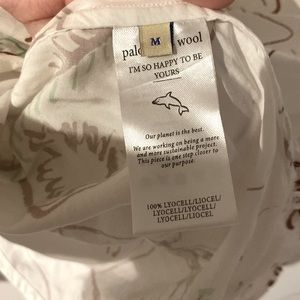 M
wool
I'M SO HAPPY TO BE
YOURS
Our planet is the best.
We are working on being a more
and more sustainable project.
This piece is one step closer to
our purpose.
100% LYOCELL/LIOCEL/
LYOCELL/LYOCELL/
LYOCELL/LIOCEL